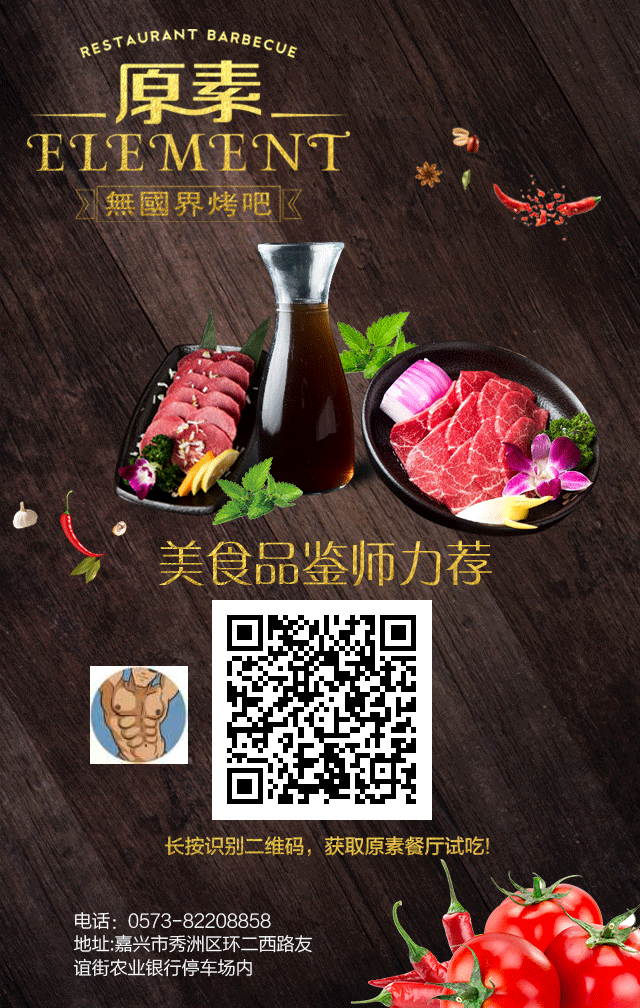 RESTAURANT BARBECUE
原素
ELEMENT
無國界烤吧
美食品鉴师力荐
长按识别二维码，获取原素餐厅试吃!
电话：0573-82208858
地址:嘉兴市秀洲区环二西路友
谊街农业银行停车场内